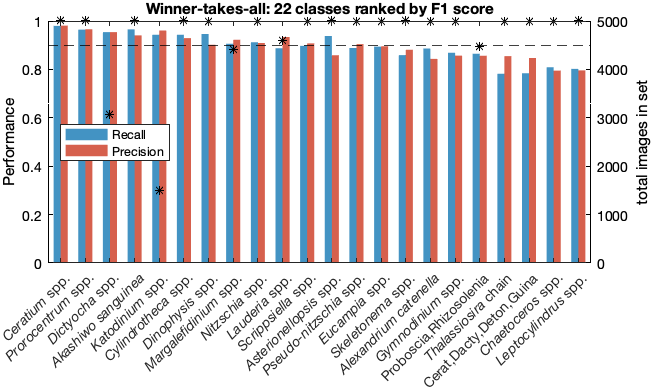 Winner-takes-all: 22 classes ranked by F1 score
Performance
1
0.8
0.6
0.4
0.2
0
Recall
Precision
5000
4000
3000
2000
1000
0
total images in set
Ceratium spp.
Prorocentrum spp.
Dictyocha spp.
Akashiwo sanguinea
Katodinium spp.
Cylindrotheca spp.
Dinophysis spp.
Margalefidinium spp.
Nitzschia spp.
Lauderia spp.
Scrippsiella spp.
Asterionellopsis spp.
Pseudo-nitzschia spp.
Eucampia spp.
Skeletonema spp.
Alexandrium catenella
Gymnodinium spp.
Proboscia, Rhizosolenia
Thalassiosira chain
Cerat,Dacty,Deton,Guina
Chaetoceros spp.
Leptocylindrus spp.